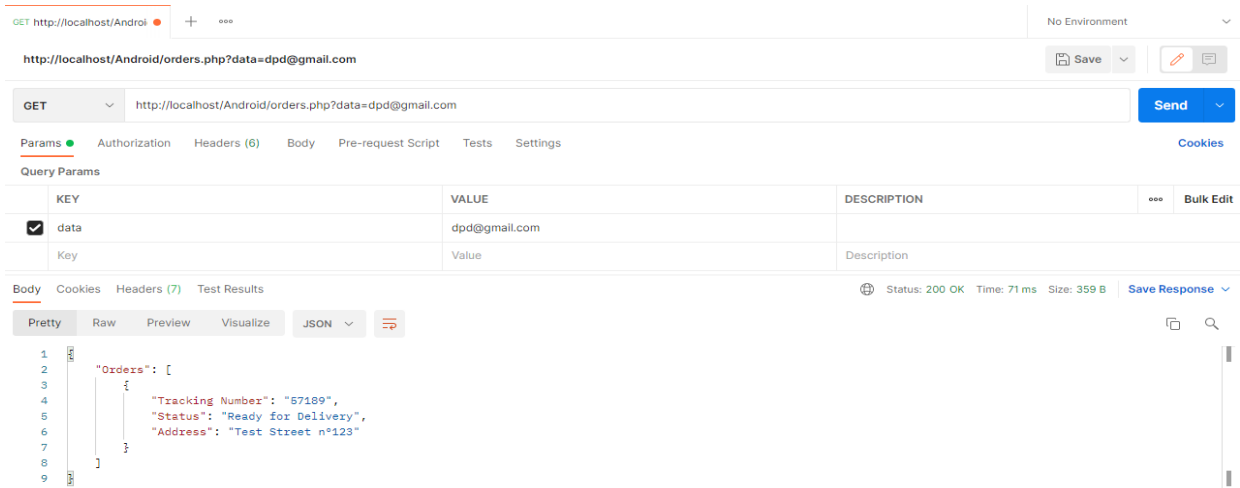 GET http://localhost/Androi + ooo No Environment
http://localhost/Android/orders.php?data=dpd@gmail.com Save
GET http://localhost/Android/orders.php?data=dpd@gmail.com Send
Params Authorization Headers (6) Body Pre-request Script Tests Settings Cookies
Query Params
KEY VALUE DESCRIPTION ooo Bulk Edit
data dpd@gmail.com
Key Value Description
Body Cookies Headers (7) Test Results Status: 200 OK Time: 71 ms Size: 359 B Save Response
Pretty Raw Preview Visualize JSON
1 {
2 "Orders": [
3 {
4 "Tracking Number": "57189",
5 "Status": "Ready for Delivery",
6 "Address": "Test Street nº123"
7 }
8 ]
9 }